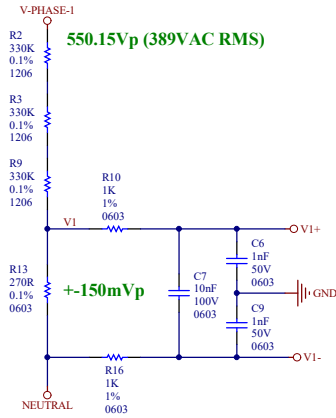 V-PHASE-1
R2
330K
0.1%
1206
550.15Vp (389VAC RMS)
R3
330K
0.1%
1206
R9
330K
0.1%
1206
V1
R10
1K
1%
0603
V1+
R13
270R
0.1%
0603
+-150mVp
C7
10nF
100V
0603
C6
1nF
50V
0603
GND
C9
1nF
50V
0603
V1-
R16
1K
1%
0603
NEUTRAL